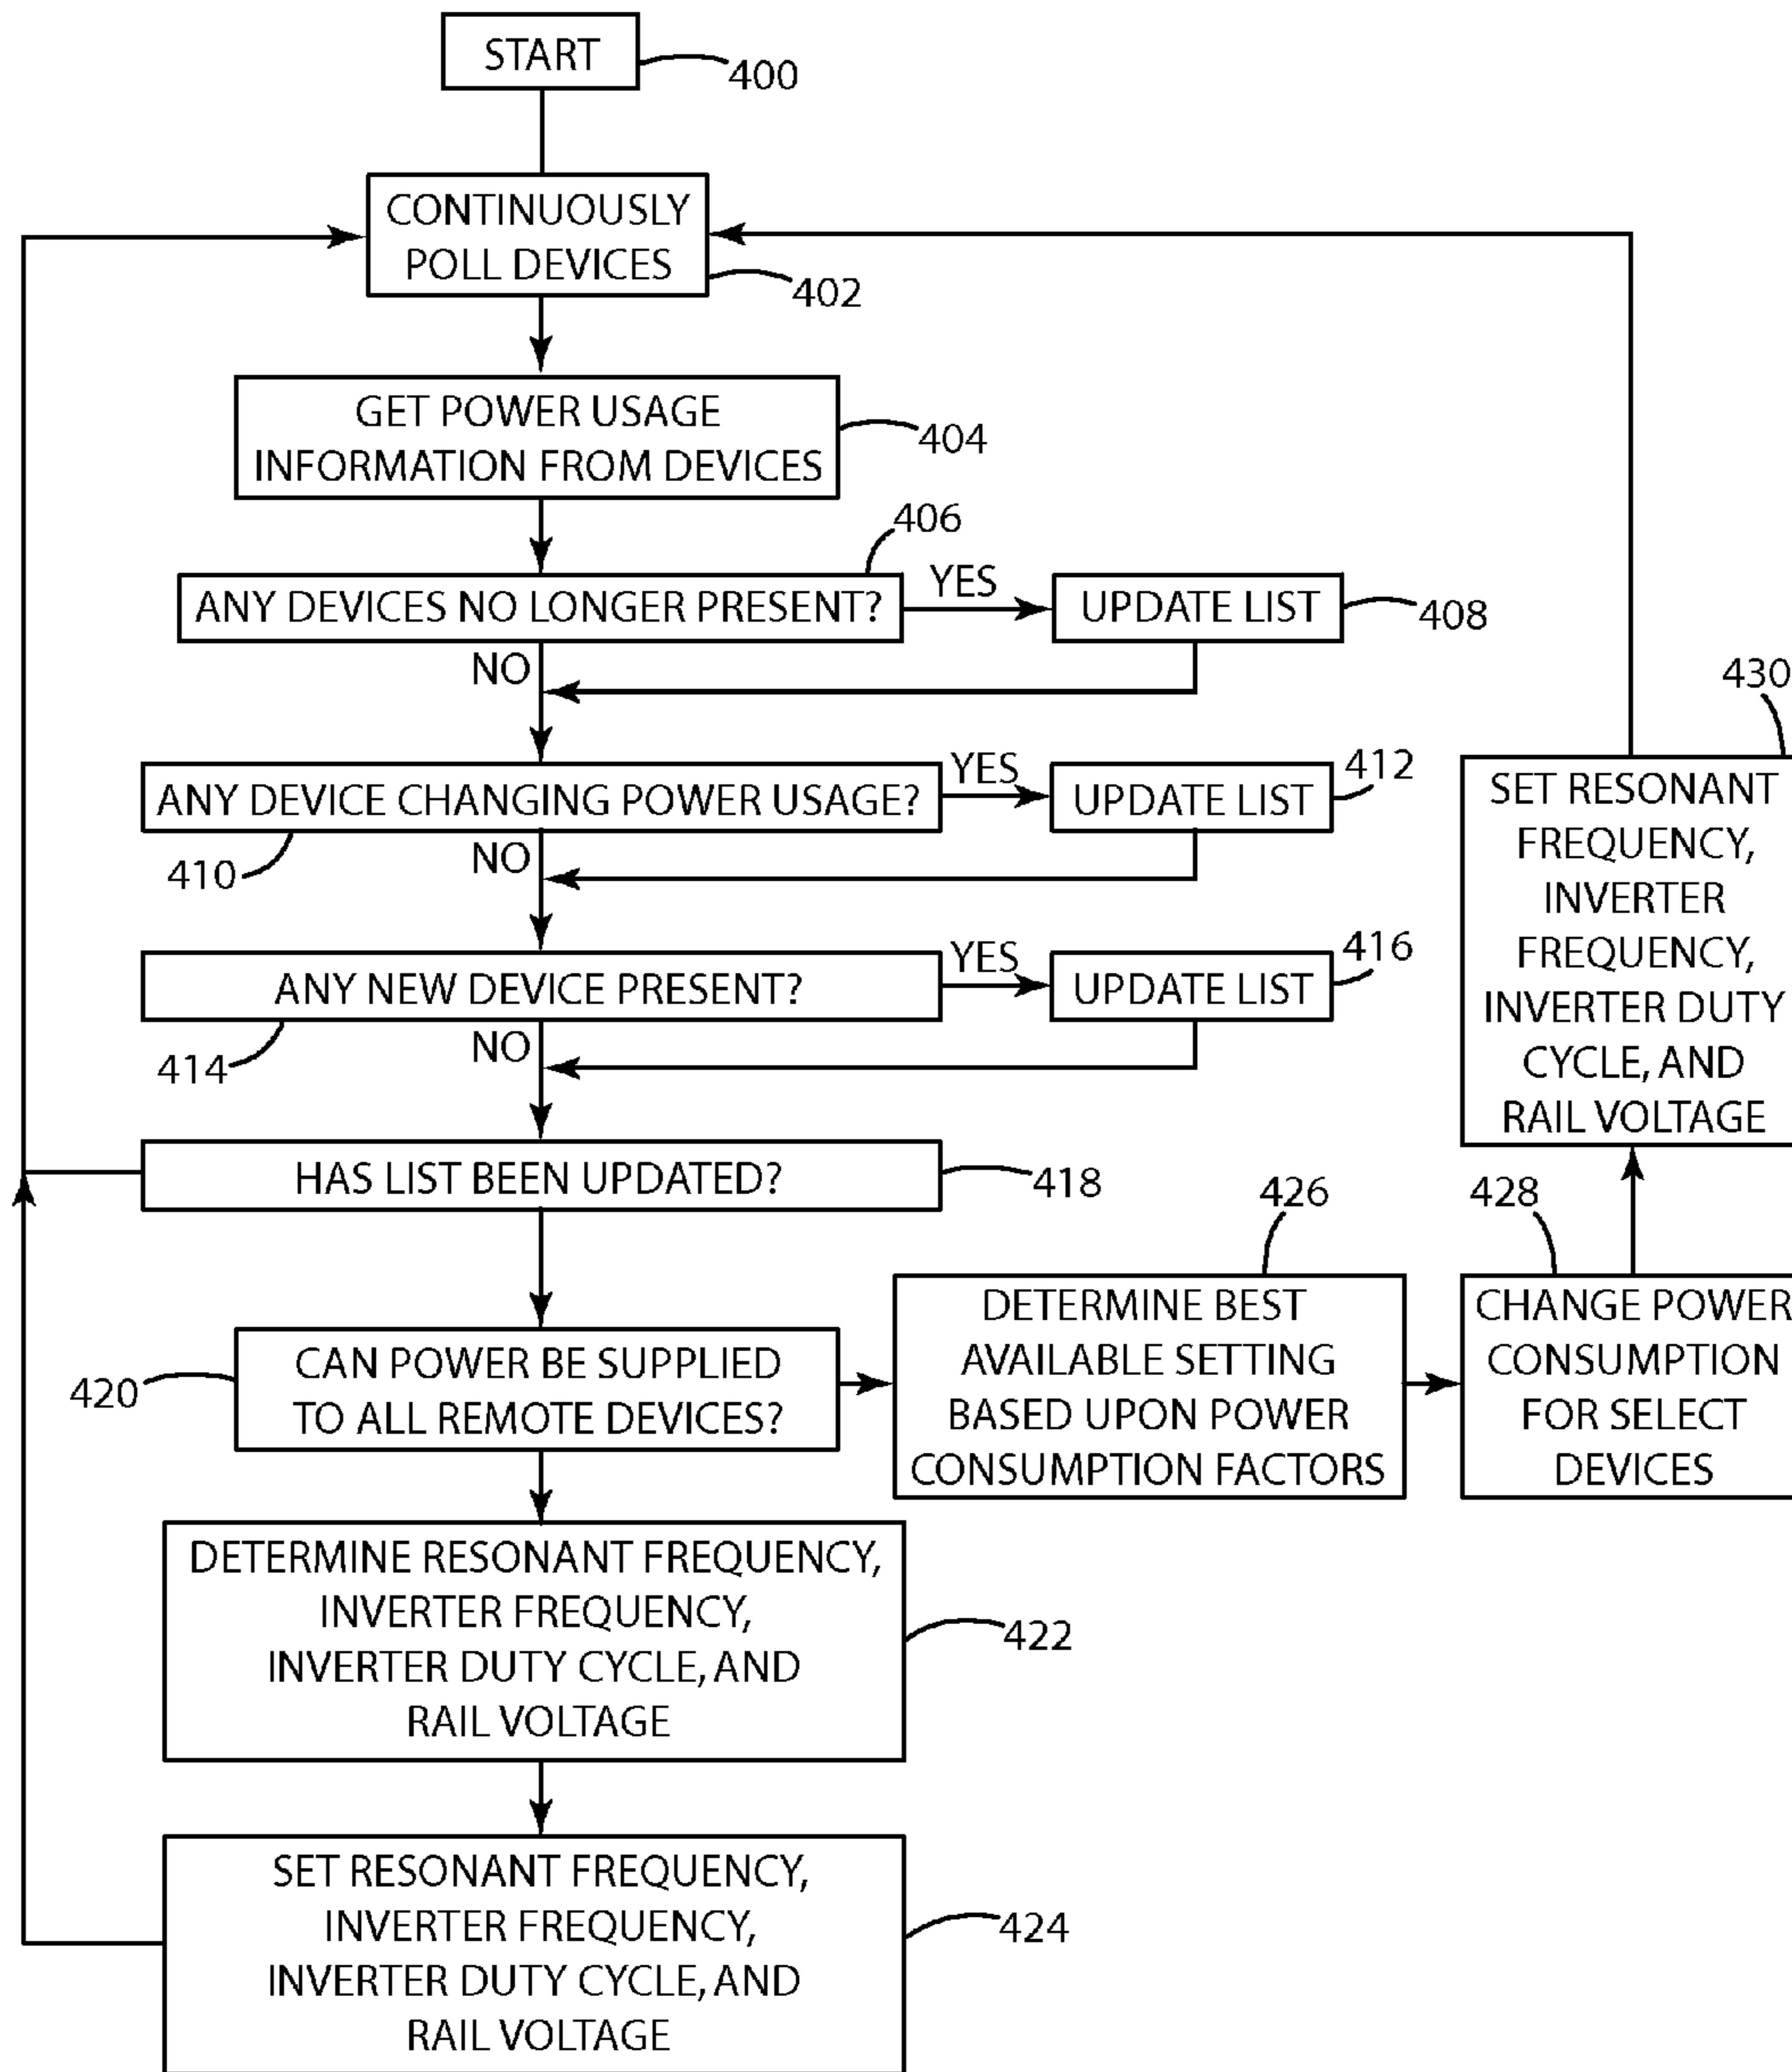 START
400
CONTINUOUSLY
POLL DEVICES
402
GET POWER USAGE
INFORMATION FROM DEVICES
404
406
ANY DEVICES NO LONGER PRESENT?
YES
UPDATE LIST
408
NO
ANY DEVICE CHANGING POWER USAGE?
410
YES
UPDATE LIST
412
NO
ANY NEW DEVICE PRESENT?
414
YES
UPDATE LIST
416
NO
HAS LIST BEEN UPDATED?
418
CAN POWER BE SUPPLIED
TO ALL REMOTE DEVICES?
420
426
DETERMINE BEST
AVAILABLE SETTING
BASED UPON POWER
CONSUMPTION FACTORS
428
CHANGE POWER
CONSUMPTION
FOR SELECT
DEVICES
430
SET RESONANT
FREQUENCY,
INVERTER
FREQUENCY,
INVERTER DUTY
CYCLE, AND
RAIL VOLTAGE
DETERMINE RESONANT FREQUENCY,
INVERTER FREQUENCY,
INVERTER DUTY CYCLE, AND
RAIL VOLTAGE
422
SET RESONANT FREQUENCY,
INVERTER FREQUENCY,
INVERTER DUTY CYCLE, AND
RAIL VOLTAGE
424